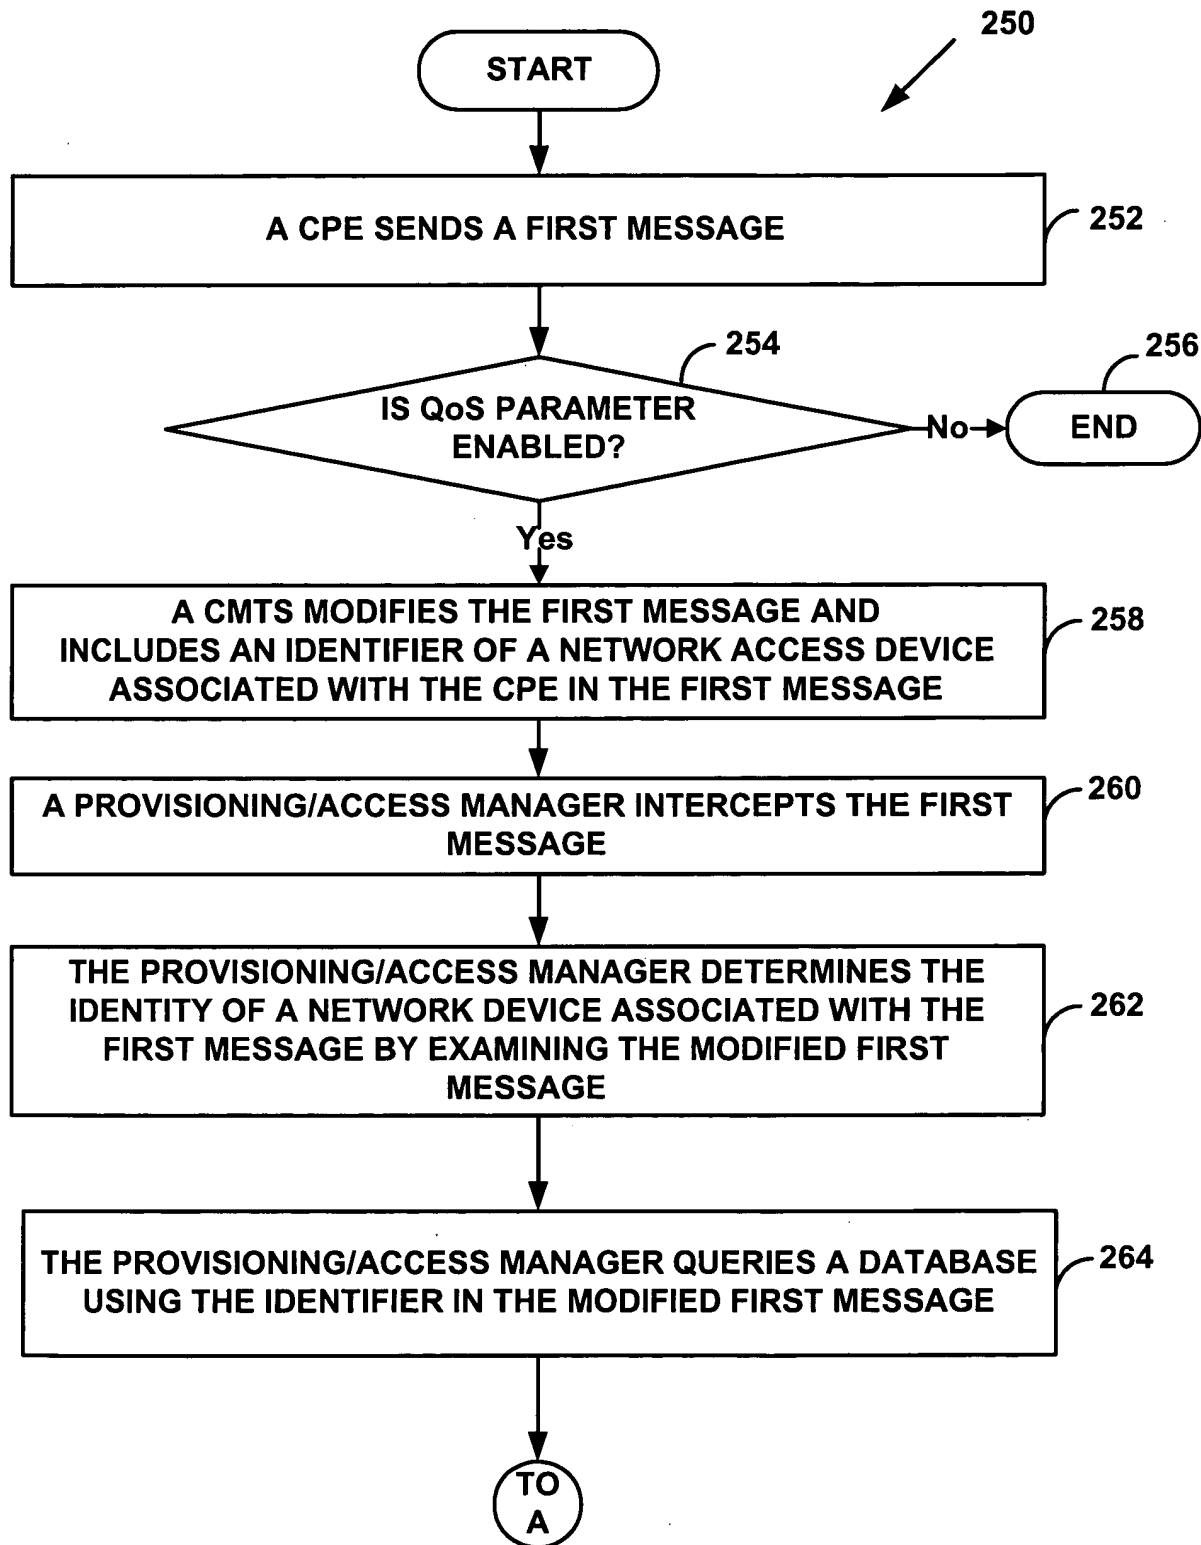 250
START
A CPE SENDS A FIRST MESSAGE
252
254
256
IS QoS PARAMETER
ENABLED?
No
END
Yes
A CMTS MODIFIES THE FIRST MESSAGE AND
INCLUDES AN IDENTIFIER OF A NETWORK ACCESS DEVICE
ASSOCIATED WITH THE CPE IN THE FIRST MESSAGE
258
A PROVISIONING/ACCESS MANAGER INTERCEPTS THE FIRST
MESSAGE
260
THE PROVISIONING/ACCESS MANAGER DETERMINES THE
IDENTITY OF A NETWORK DEVICE ASSOCIATED WITH THE
FIRST MESSAGE BY EXAMINING THE MODIFIED FIRST
MESSAGE
262
THE PROVISIONING/ACCESS MANAGER QUERIES A DATABASE
USING THE IDENTIFIER IN THE MODIFIED FIRST MESSAGE
264
TO
A